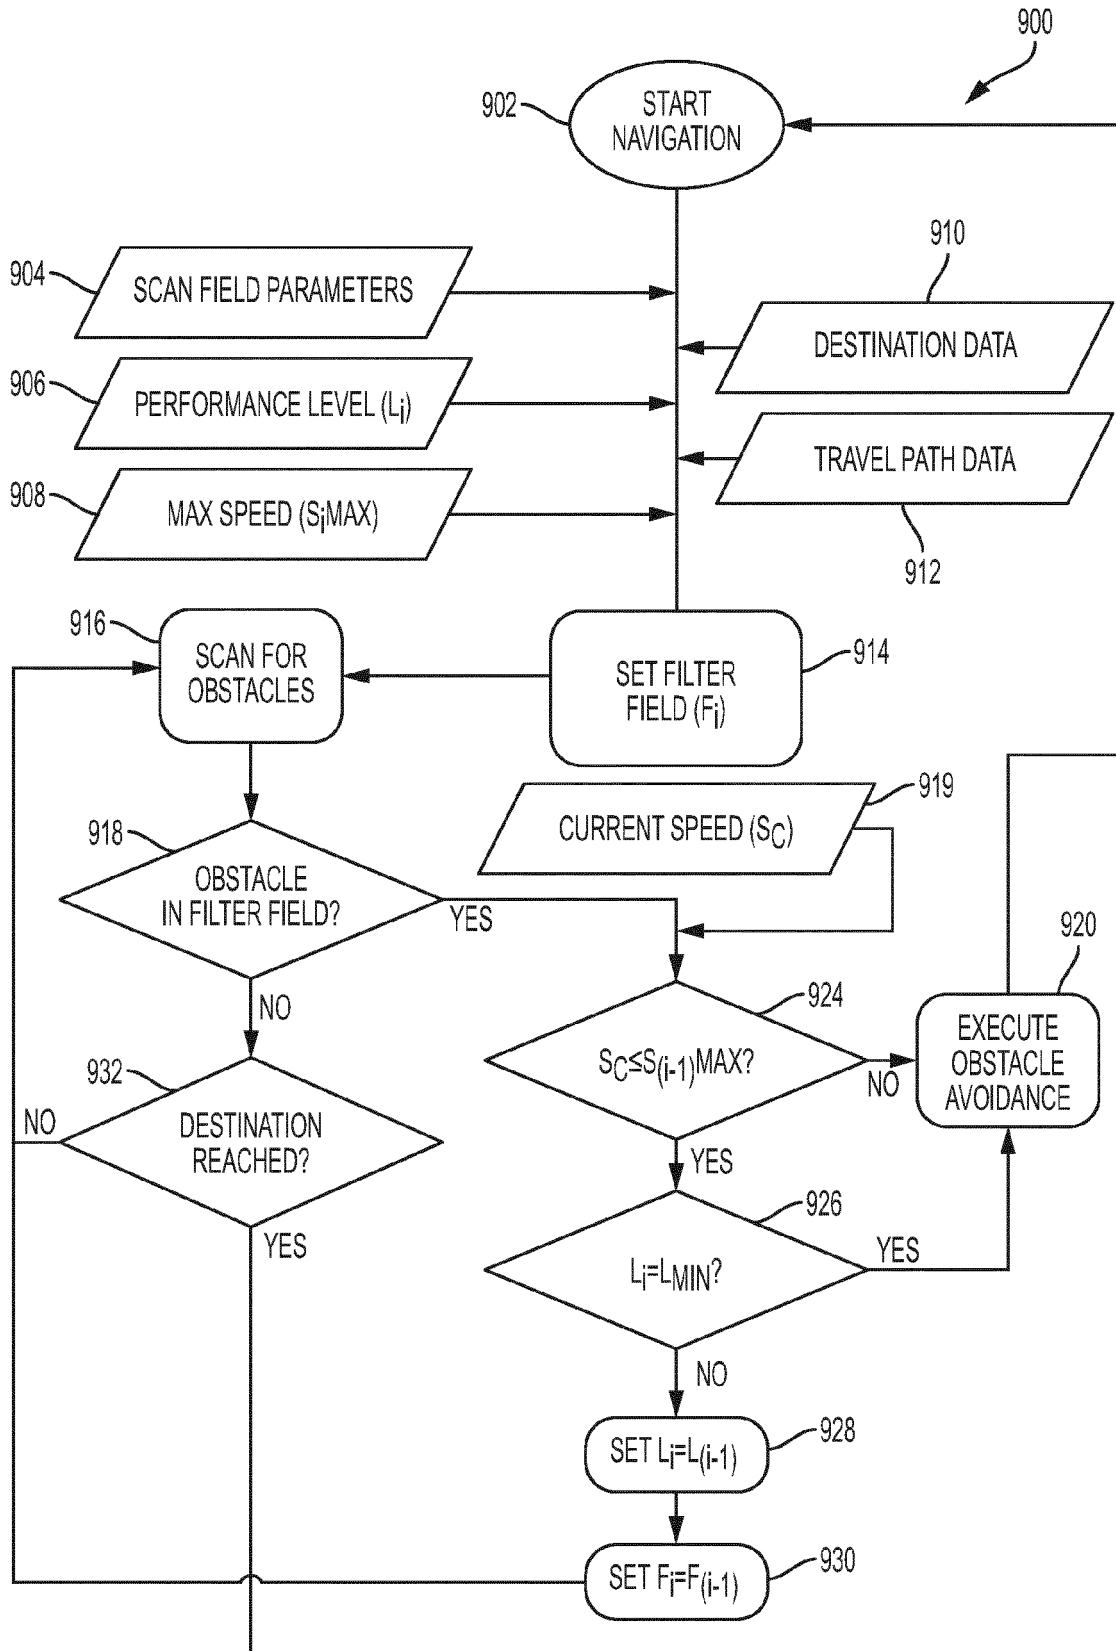 900
902
START
NAVIGATION
910
904
SCAN FIELD PARAMETERS
DESTINATION DATA
906
PERFORMANCE LEVEL (Li)
TRAVEL PATH DATA
908
MAX SPEED (SiMAX)
912
916
SCAN FOR
OBSTACLES
914
SET FILTER
FIELD (Fi)
919
CURRENT SPEED (SC)
918
OBSTACLE
IN FILTER FIELD?
YES
920
NO
924
EXECUTE
OBSTACLE
AVOIDANCE
SC≤S(i-1)MAX?
NO
932
NO
DESTINATION
REACHED?
YES
926
YES
YES
Li=LMIN?
NO
928
SET Li=L(i-1)
930
SET Fi=F(i-1)